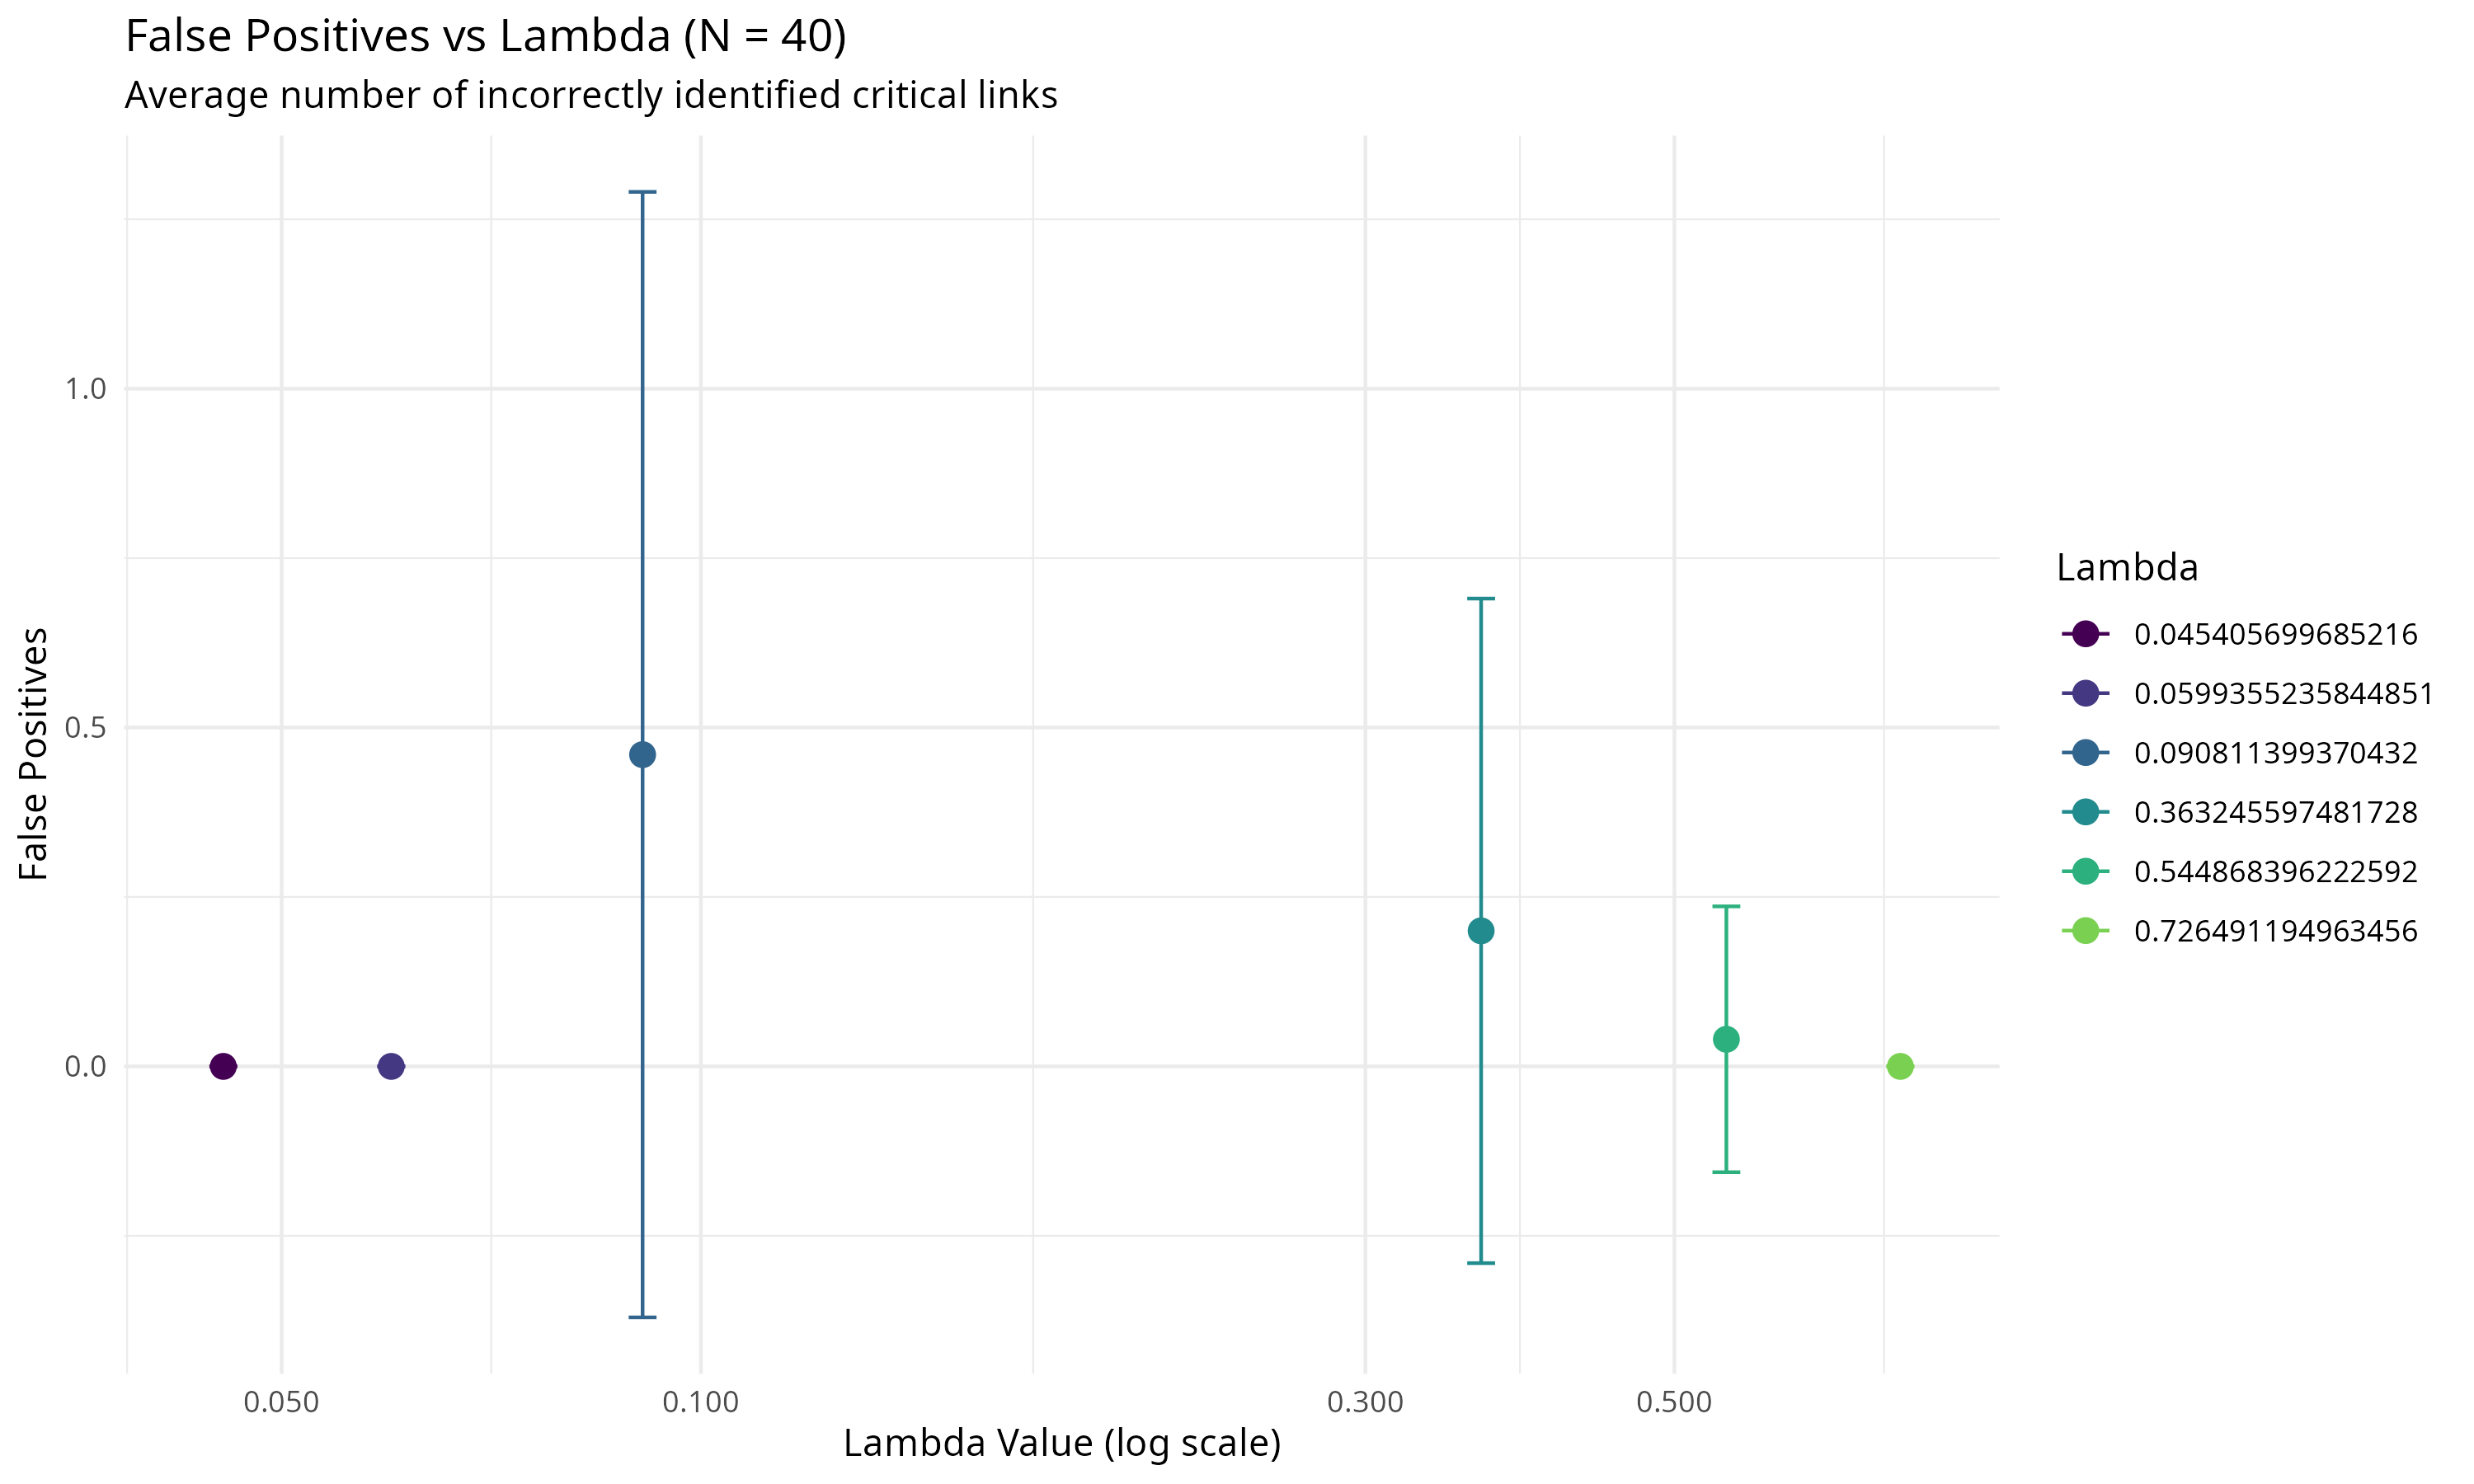 False Positives vs Lambda (N = 40)
Average number of incorrectly identified critical links
False Positives
1.0
0.5
0.0
0.050
0.100
0.300
0.500
Lambda Value (log scale)
Lambda
0.045405699685216
0.0599355235844851
0.090811399370432
0.363245597481728
0.544868396222592
0.726491194963456